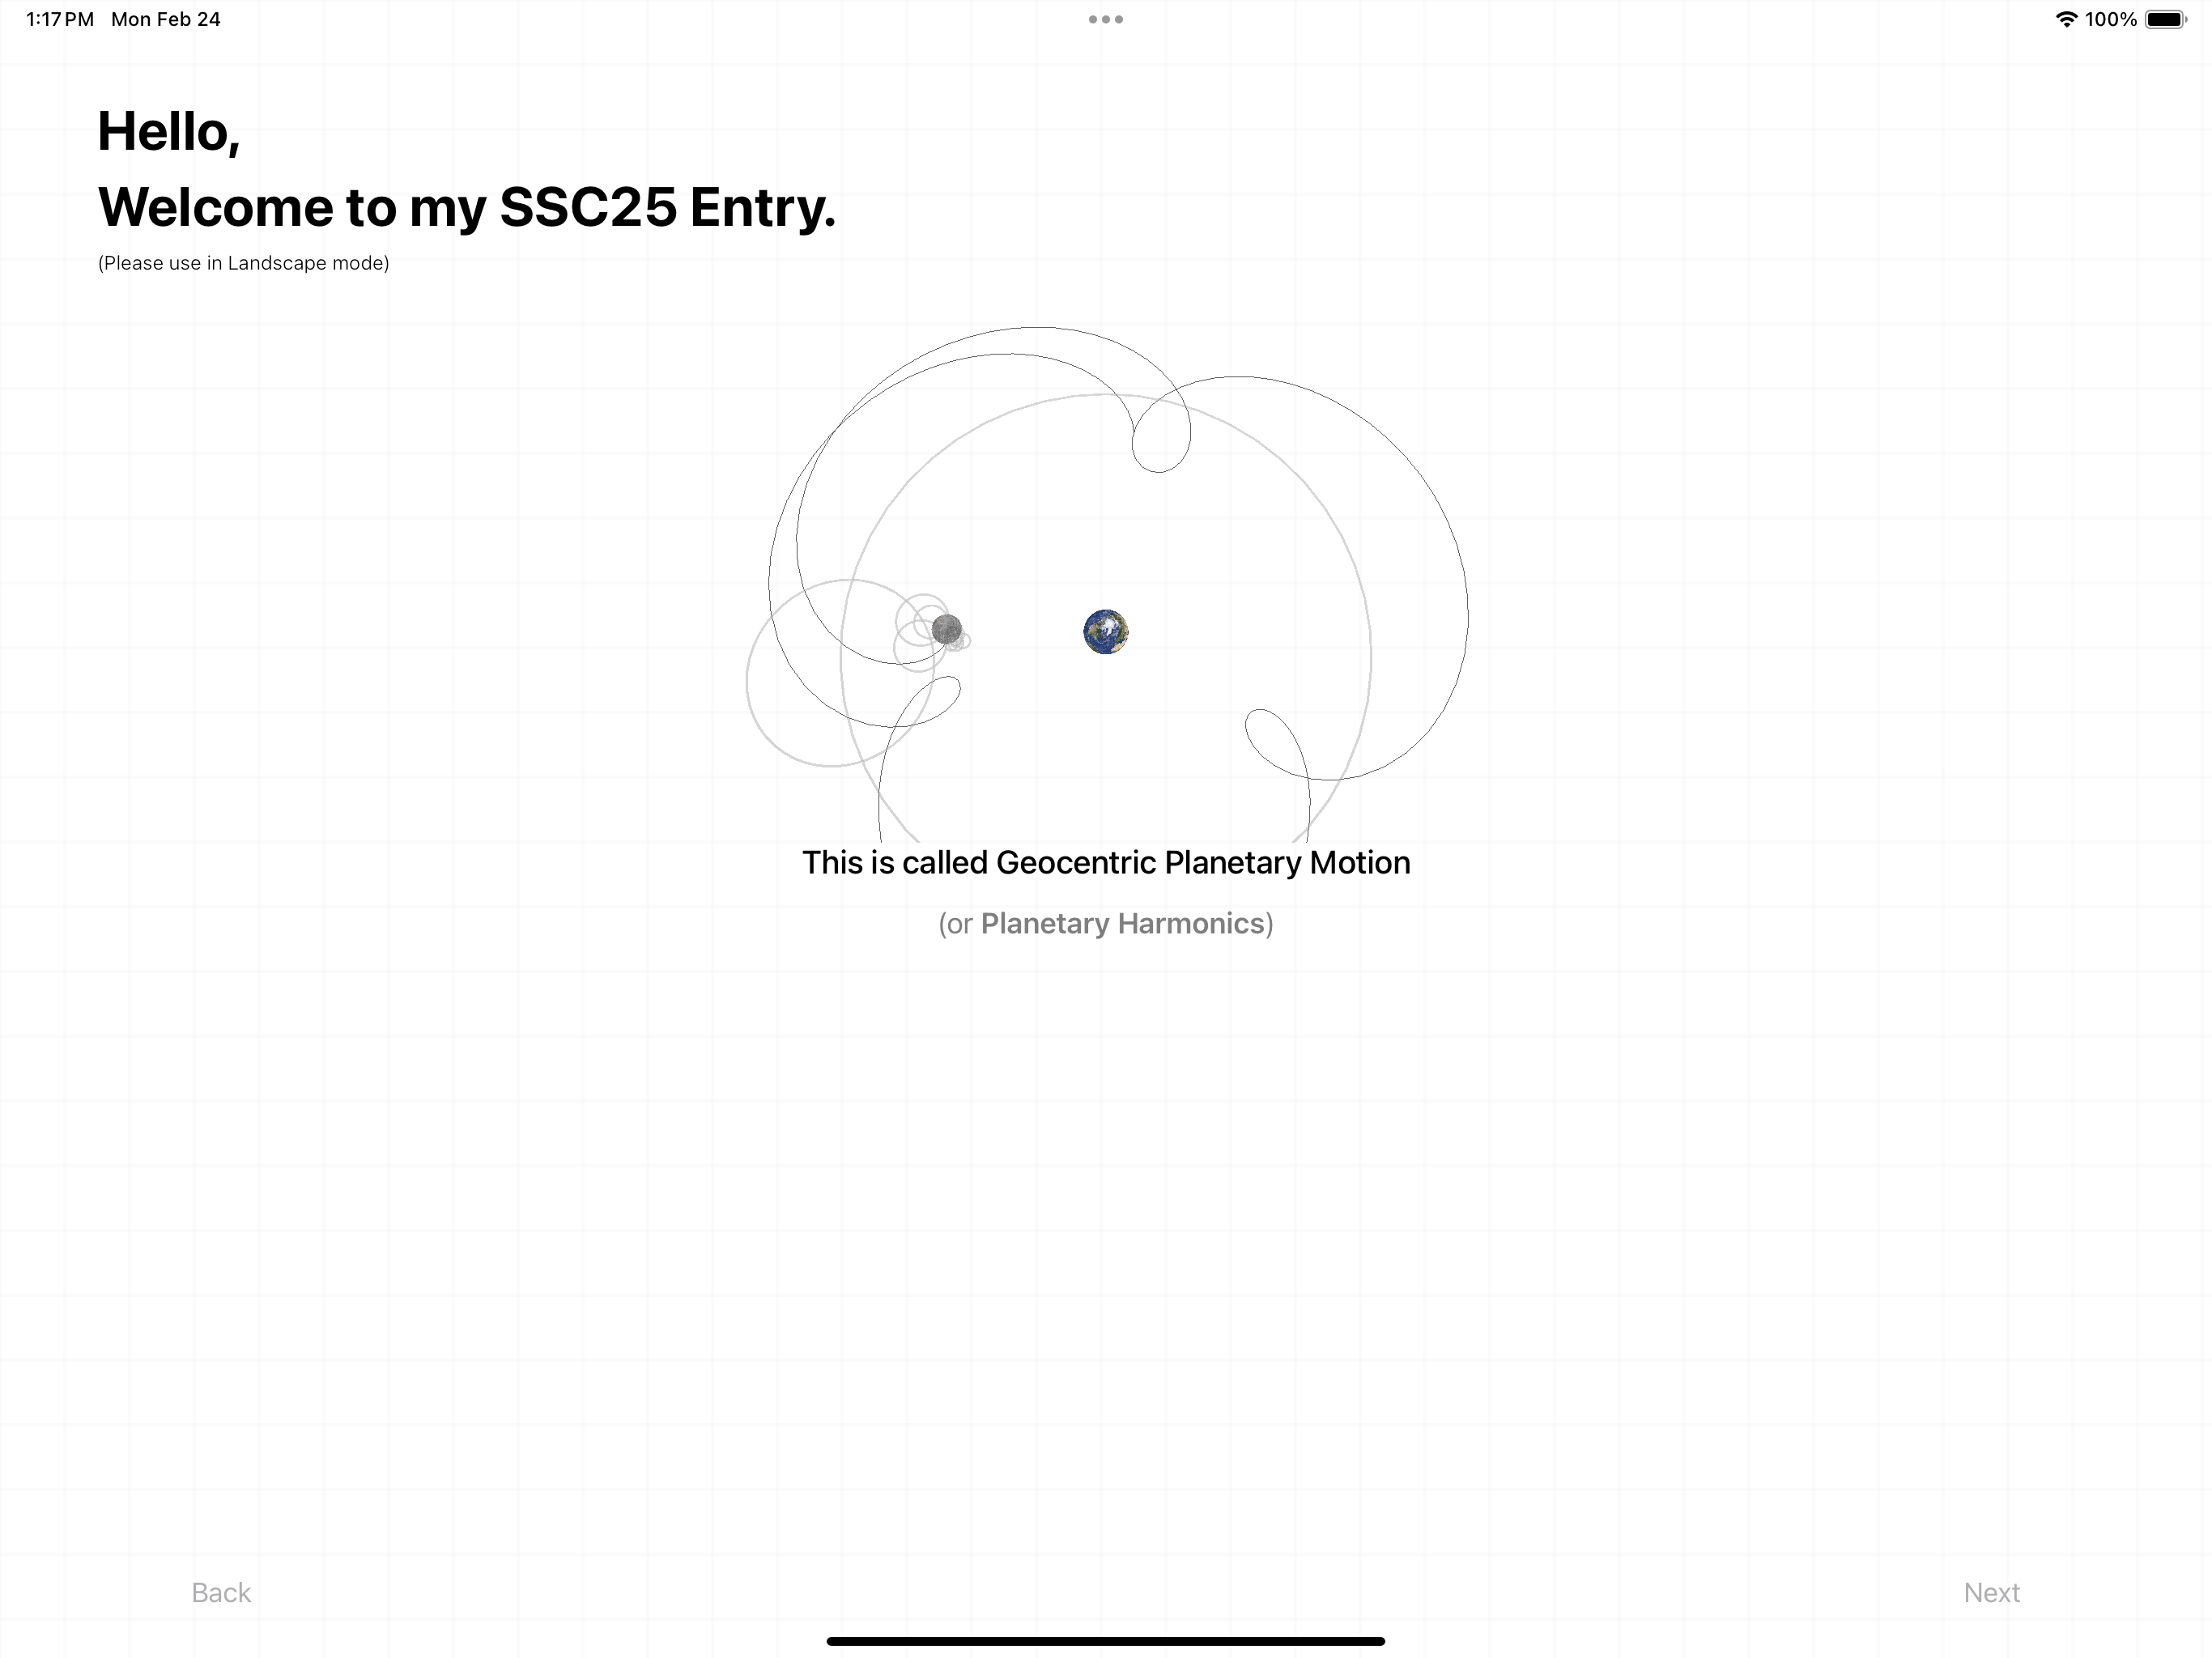 1:17 PM Mon Feb 24
100%
Hello,
Welcome to my SSC25 Entry.
(Please use in Landscape mode)
This is called Geocentric Planetary Motion
(or Planetary Harmonics)
Back
Next